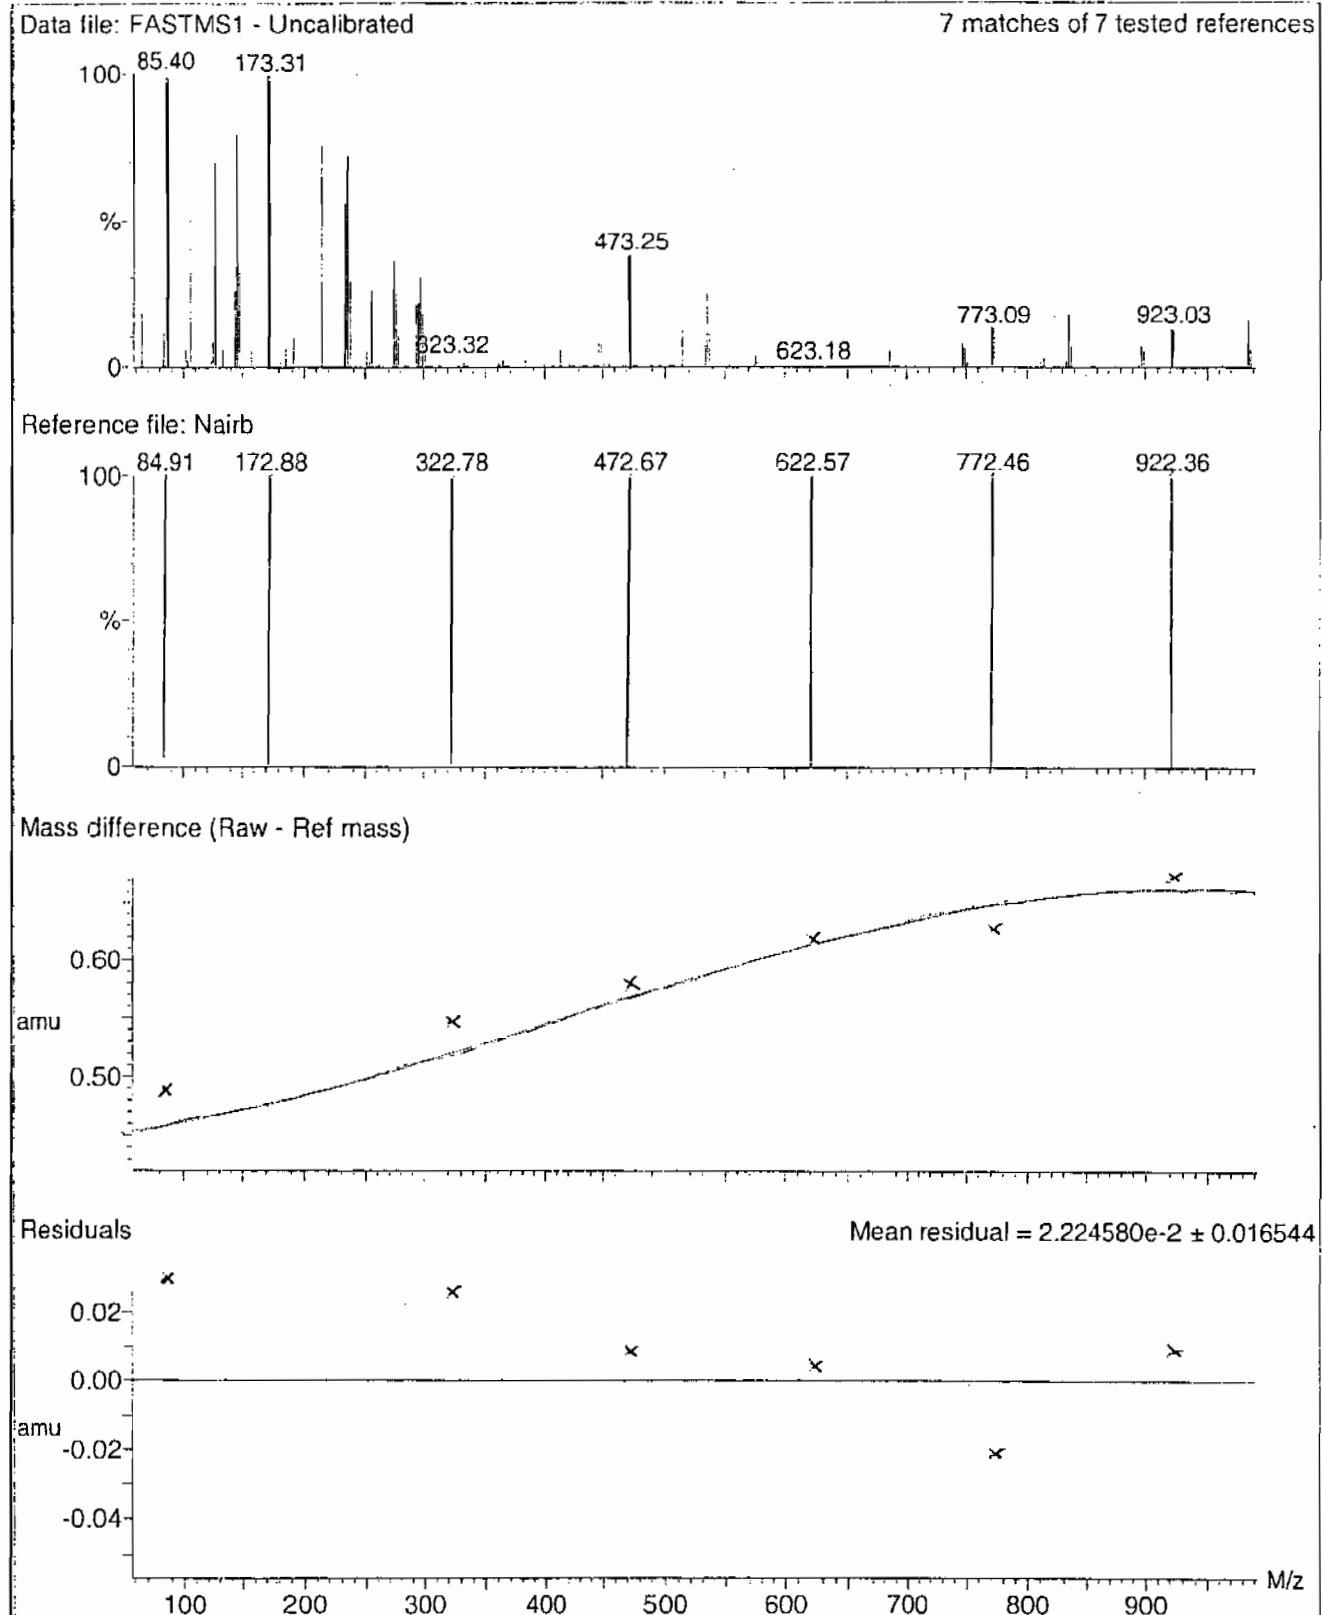 Data file: FASTMS1 - Uncalibrated 7 matches of 7 tested references
85.40 173.31
100
%
473.25
323.32
623.18
773.09 923.03
0
Reference file: Nairb
84.91 172.88 322.78 472.67 622.57 772.46 922.36
100
%
0
Mass difference (Raw - Ref mass)
0.60
amu
0.50
Residuals Mean residual = 2.224580e-2 ± 0.016544
0.02
0.00
amu
-0.02
-0.04
M/z
100 200 300 400 500 600 700 800 900